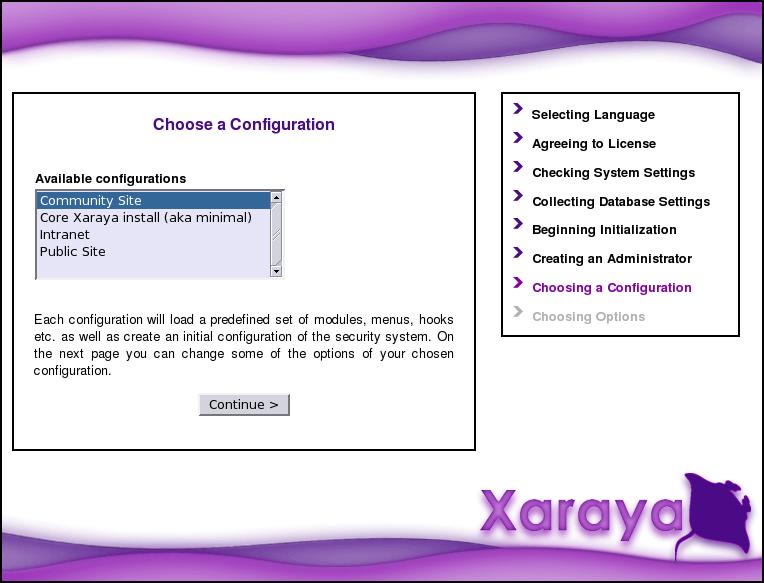 Choose a Configuration
Available configurations
Community Site
Core Xaraya install (aka minimal)
Intranet
Public Site
Each configuration will load a predefined set of modules, menus, hooks
etc. as well as create an initial configuration of the security system. On
the next page you can change some of the options of your chosen
configuration.
Continue >
Selecting Language
Agreeing to License
Checking System Settings
Collecting Database Settings
Beginning Initialization
Creating an Administrator
Choosing a Configuration
Choosing Options
Xaraya